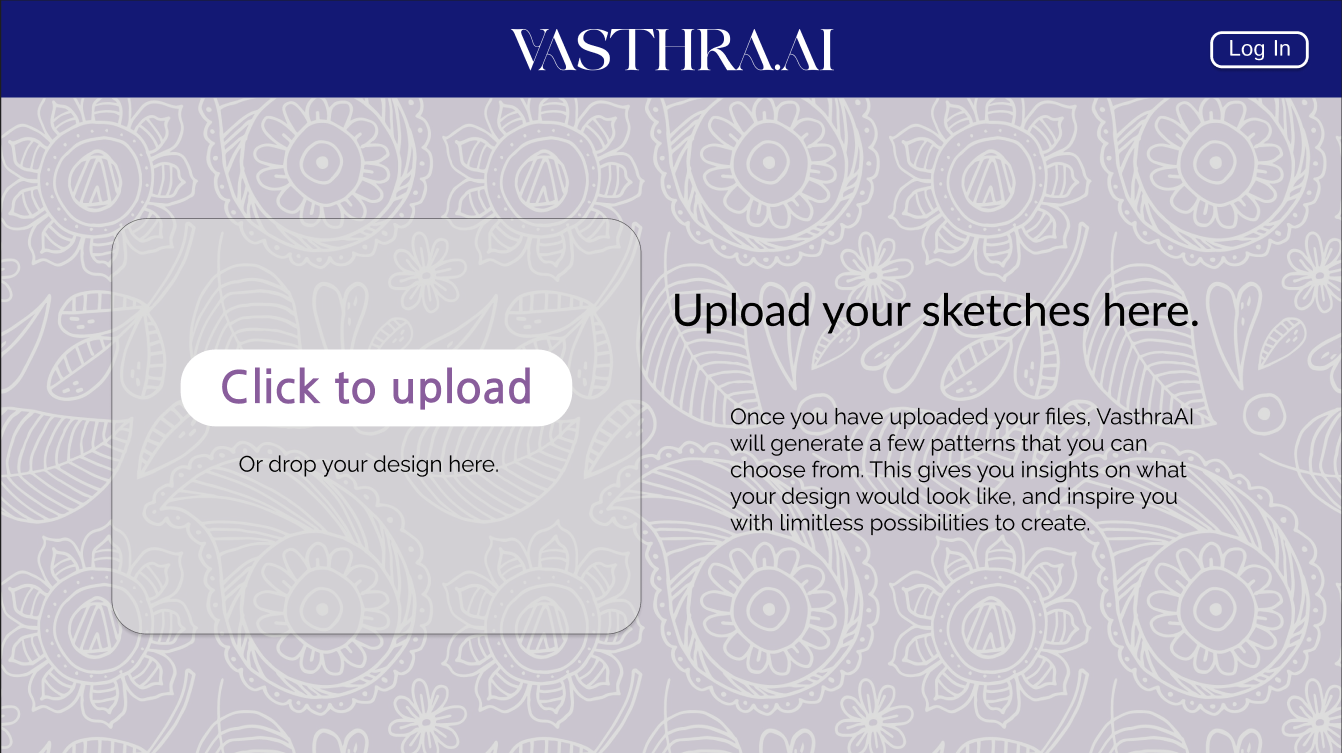 VASTHRA.AI
Log In
Click to upload
Or drop your design here.
Upload your sketches here.
Once you have uploaded your files, VasthraAI
will generate a few patterns that you can
choose from. This gives you insights on what
your design would look like, and inspire you
with limitless possibilities to create.